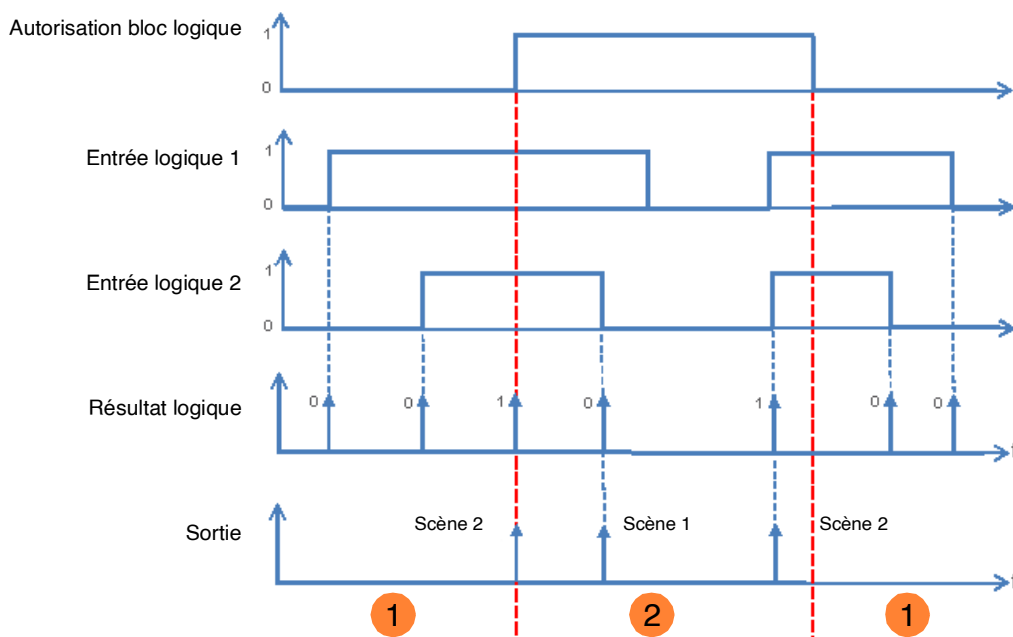 Autorisation bloc logique
1
0
Entrée logique 1
1
0
Entrée logique 2
1
0
Résultat logique
0 0 1 0 1 0 0
t
Sortie
Scène 2 Scène 1 Scène 2
t
1 2 1